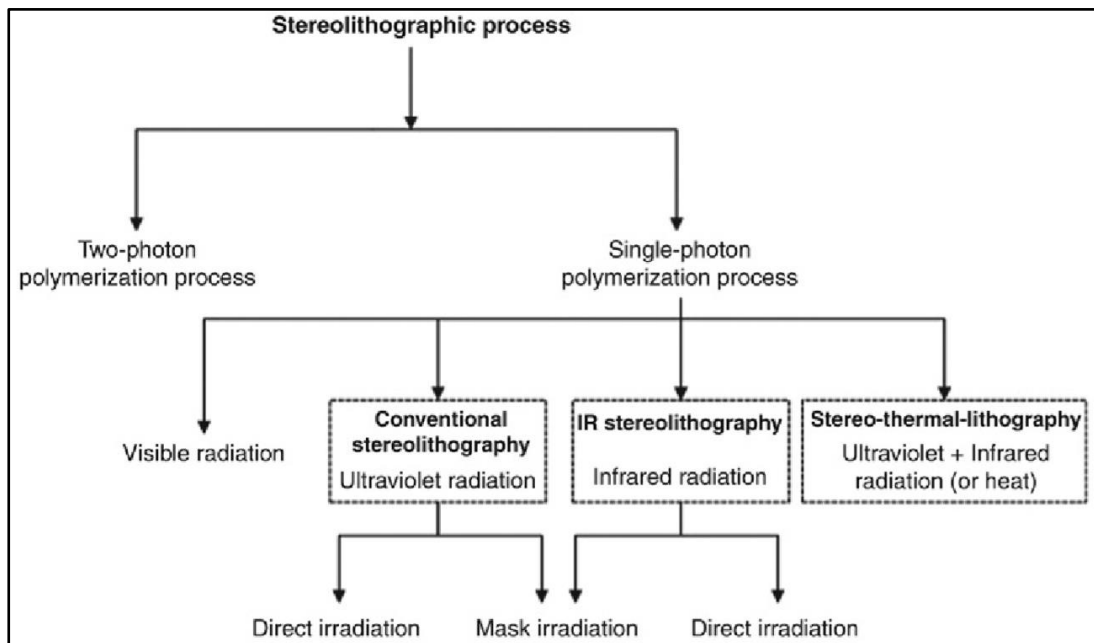 Stereolithographic process
Two-photon
polymerization process
Single-photon
polymerization process
Visible radiation
Conventional
stereolithography
Ultraviolet radiation
IR stereolithography
Infrared radiation
Stereo-thermal-lithography
Ultraviolet + Infrared
radiation (or heat)
Direct irradiation
Mask irradiation
Direct irradiation